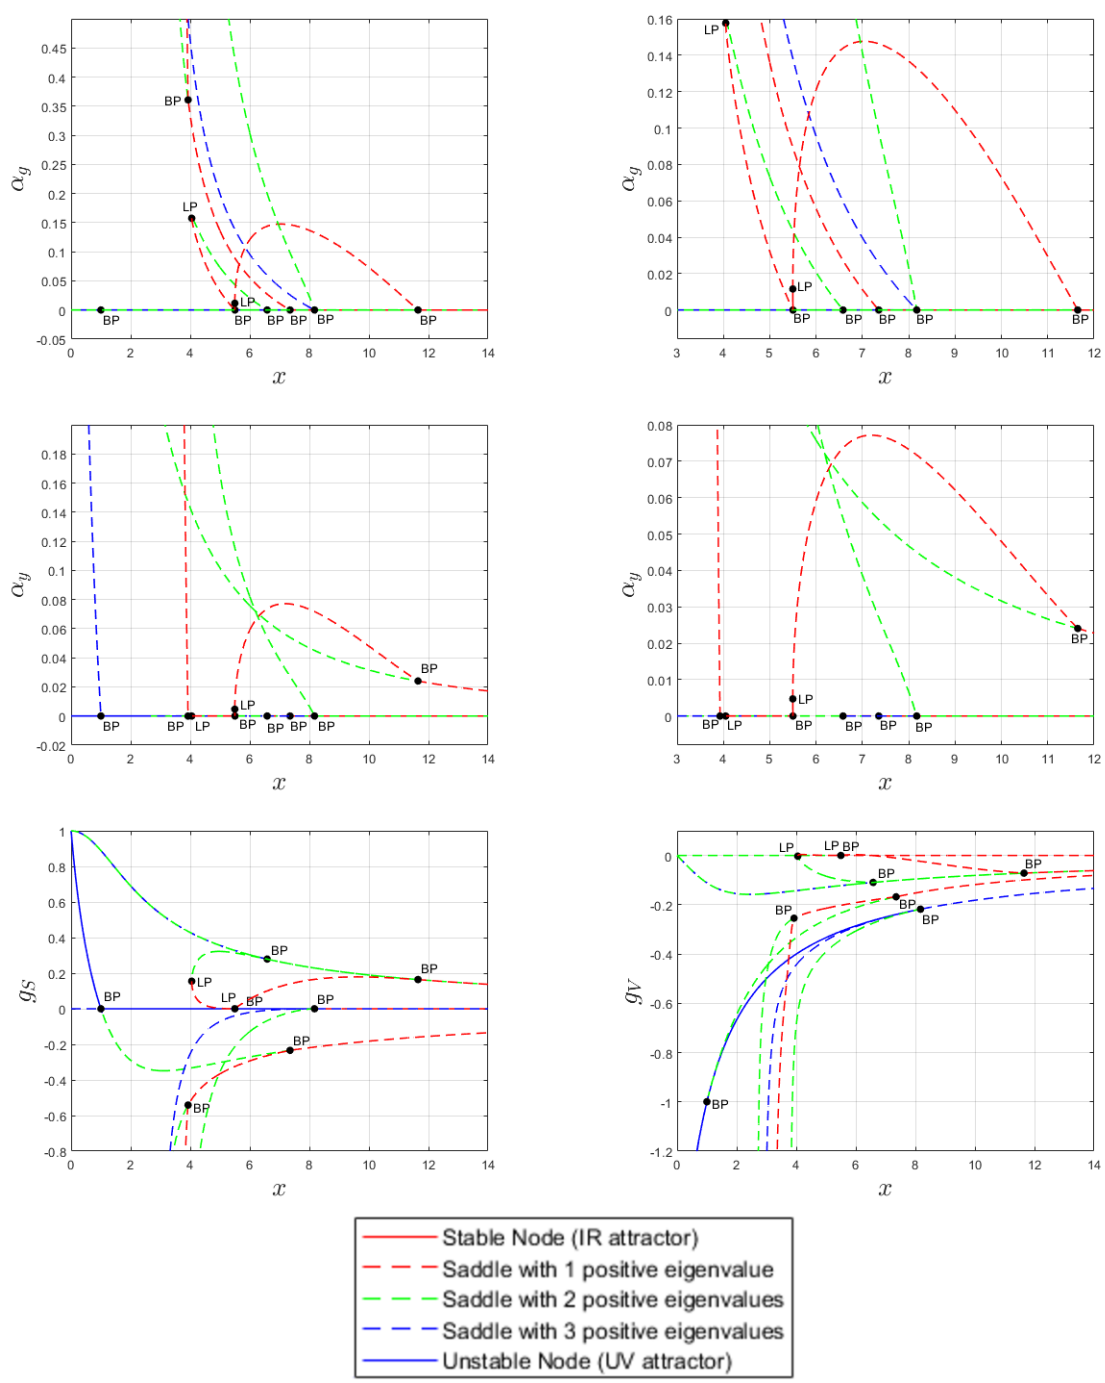 0.45
0.4
0.35
0.3
0.25
0.2
0.15
0.1
0.05
0
-0.05
α_g
BP
LP
LP
BP
BP
BP
BP
BP
BP
0
2
4
6
8
10
12
14
x
0.16
0.14
0.12
0.1
0.08
0.06
0.04
0.02
0
α_g
LP
LP
BP
BP
BP
BP
BP
3
4
5
6
7
8
9
10
11
12
x
0.18
0.16
0.14
0.12
0.1
0.08
0.06
0.04
0.02
0
-0.02
α_y
BP
LP
BP
BP
LP
BP
BP
BP
BP
0
2
4
6
8
10
12
14
x
0.08
0.07
0.06
0.05
0.04
0.03
0.02
0.01
0
α_y
BP
LP
BP
LP
BP
BP
BP
BP
3
4
5
6
7
8
9
10
11
12
x
1
0.8
0.6
0.4
0.2
0
-0.2
-0.4
-0.6
-0.8
g_S
BP
BP
LP
BP
LP
BP
BP
BP
BP
0
2
4
6
8
10
12
14
x
0
-0.2
-0.4
-0.6
-0.8
-1
-1.2
g_V
LP
LP
BP
BP
BP
BP
BP
BP
BP
0
2
4
6
8
10
12
14
x
Stable Node (IR attractor)
Saddle with 1 positive eigenvalue
Saddle with 2 positive eigenvalues
Saddle with 3 positive eigenvalues
Unstable Node (UV attractor)